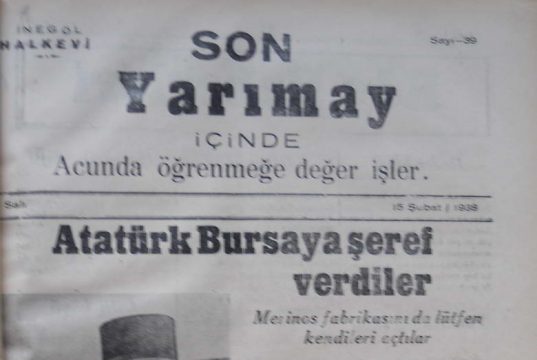 İNEGÖL
HALKEVİ
SON
Sayı—39
Yarımay
İÇİNDE
Acunda öğrenmeğe değer işler.
Salı
15 Şubat | 1938
Atatürk Bursaya şeref
verdiler
Merinos fabrikasını da lütfen
kendileri açtılar